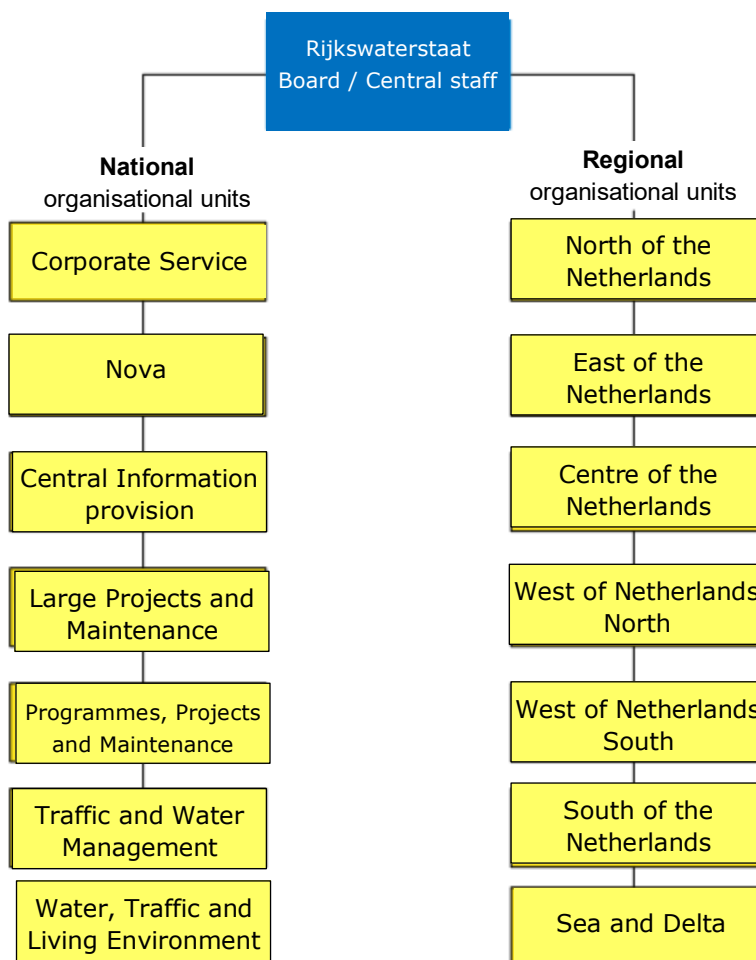 Rijkswaterstaat
Board / Central staff
National
organisational units
Corporate Service
Nova
Central Information
provision
Large Projects and
Maintenance
Programmes, Projects
and Maintenance
Traffic and Water
Management
Water, Traffic and
Living Environment
Regional
organisational units
North of the
Netherlands
East of the
Netherlands
Centre of the
Netherlands
West of Netherlands
North
West of Netherlands
South
South of the
Netherlands
Sea and Delta